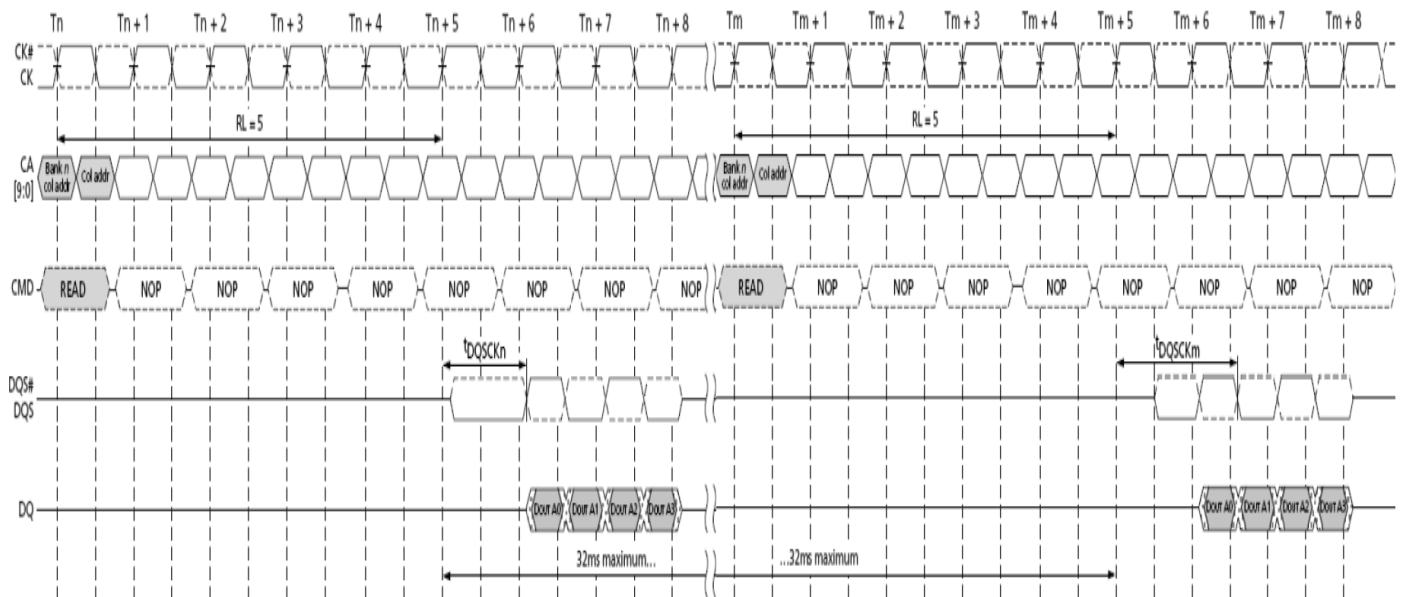 Tn Tn + 1 Tn + 2 Tn + 3 Tn + 4 Tn + 5 Tn + 6 Tn + 7 Tn + 8 Tm Tm + 1 Tm + 2 Tm + 3 Tm + 4 Tm + 5 Tm + 6 Tm + 7 Tm + 8
CK#
CK
RL = 5 RL = 5
CA
[9:0]
Bank n
col addr
Col addr
Bank n
col addr
Col addr
CMD READ NOP NOP NOP NOP NOP NOP NOP NOP READ NOP NOP NOP NOP NOP NOP NOP NOP
tDQSCKn tDQSCKm
DQS#
DQS
DQ DOUT A0 DOUT A1 DOUT A2 DOUT A3 DOUT A0 DOUT A1 DOUT A2 DOUT A3
32ms maximum... ...32ms maximum